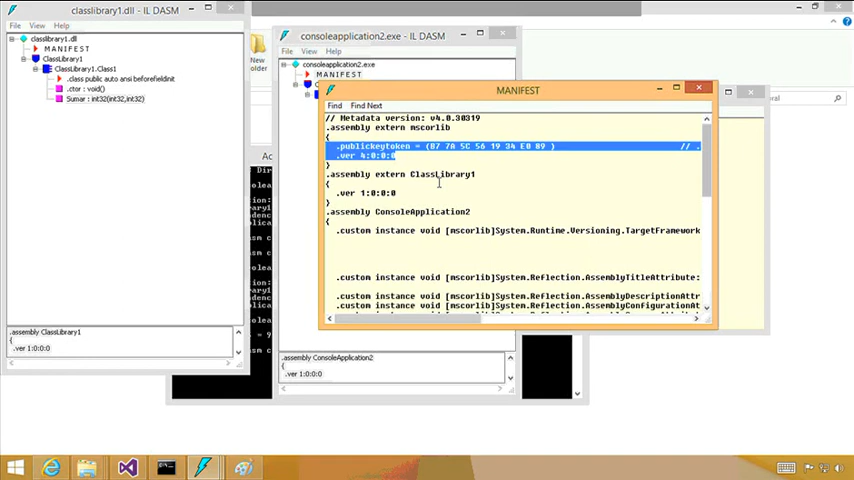 classlibrary1.dll - IL DASM
File View Help
classlibrary1.dll
MANIFEST
ClassLibrary1
ClassLibrary1.Class1
.class public auto ansi beforefieldinit
.ctor : void()
Sumar : int32(int32,int32)
.assembly ClassLibrary1
{
.ver 1:0:0:0
New
folder
consoleapplication2.exe - IL DASM
File View Help
consoleapplication2.exe
MANIFEST
.assembly ConsoleApplication2
{
.ver 1:0:0:0
MANIFEST
Find Find Next
// Metadata version: v4.0.30319
.assembly extern mscorlib
{
.publickeytoken = (B7 7A 5C 56 19 34 E0 89 ) // .
.ver 4:0:0:0
}
.assembly extern ClassLibrary1
{
.ver 1:0:0:0
}
.assembly ConsoleApplication2
{
.custom instance void [mscorlib]System.Runtime.Versioning.TargetFramework
.custom instance void [mscorlib]System.Reflection.AssemblyTitleAttribute:
.custom instance void [mscorlib]System.Reflection.AssemblyDescriptionAttr
.custom instance void [mscorlib]System.Reflection.AssemblyConfigurationAt